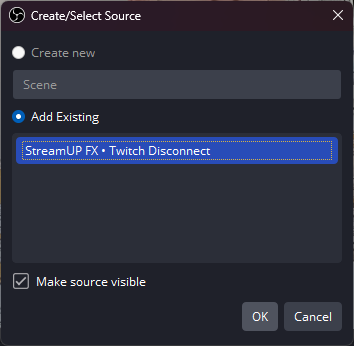 Create/Select Source
Create new
Scene
Add Existing
StreamUP FX • Twitch Disconnect
Make source visible
OK Cancel